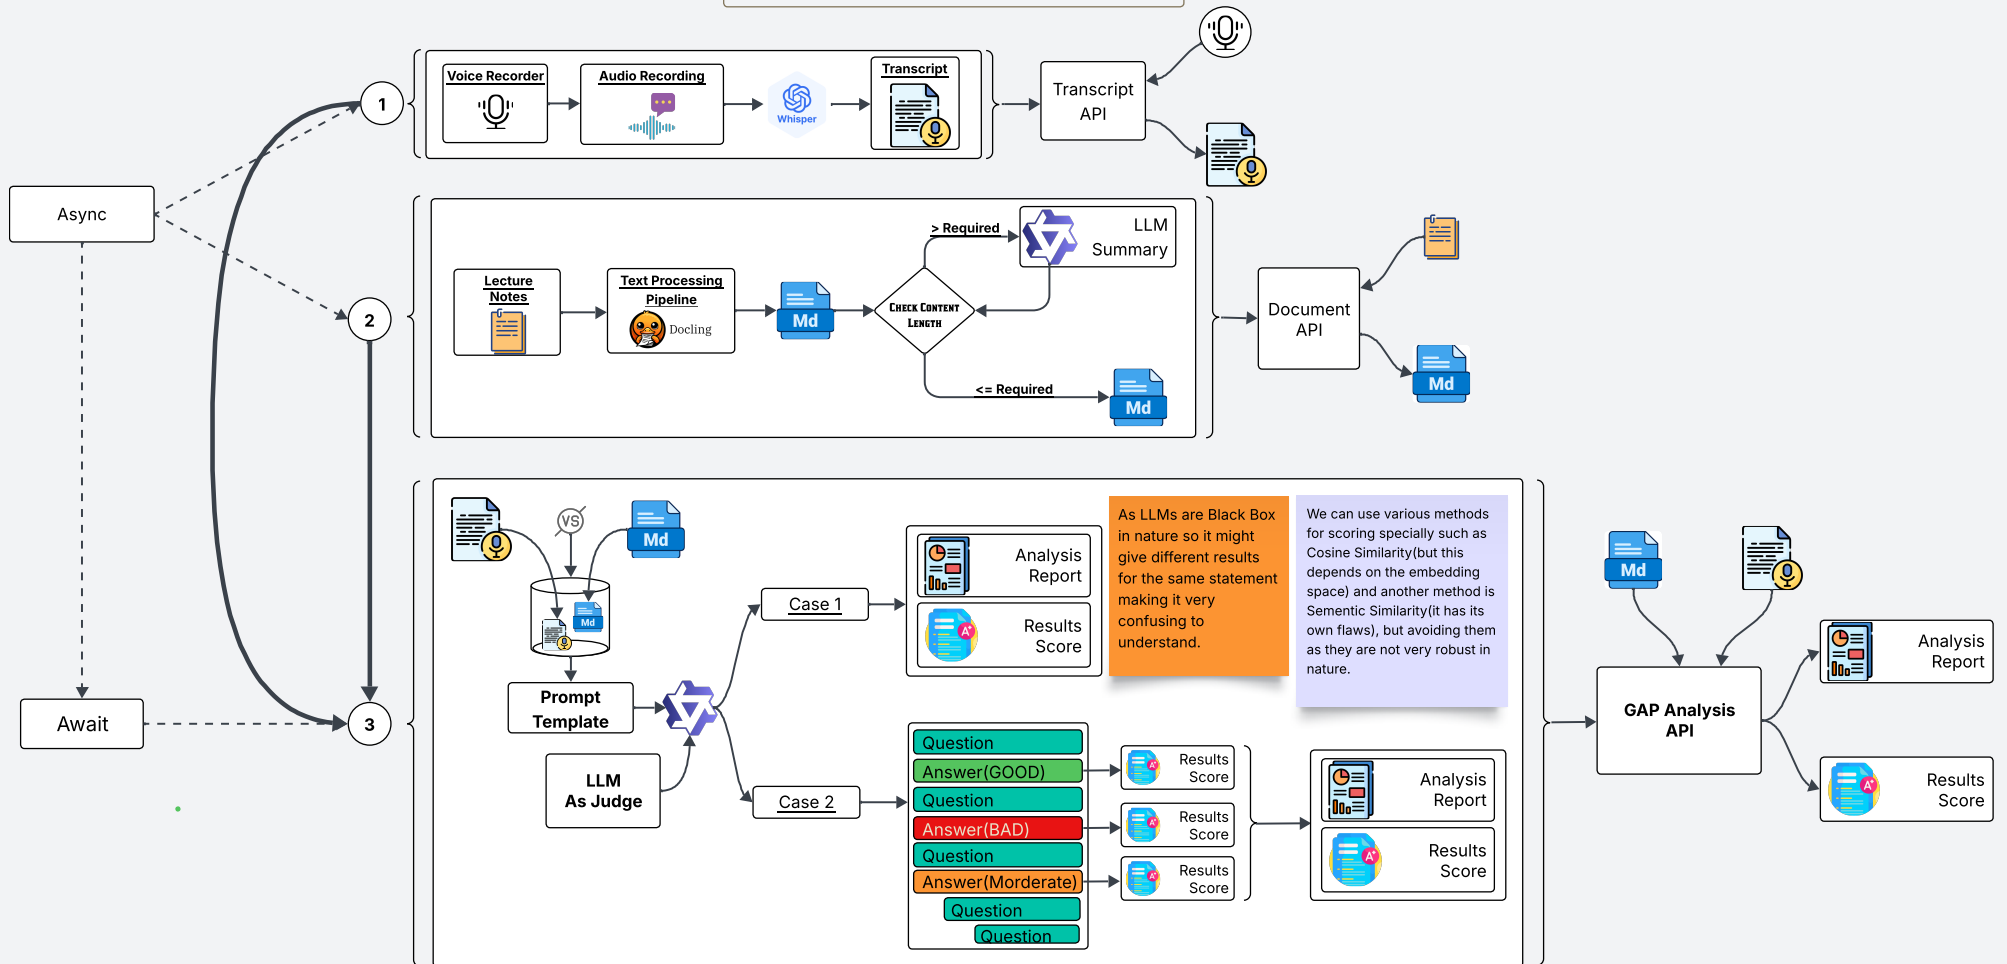 1
Voice Recorder
Audio Recording
Whisper
Transcript
Transcript
API
Async
2
Lecture
Notes
Text Processing
Pipeline
Docling
Md
Check Content
Length
> Required
LLM
Summary
<= Required
Md
Document
API
Md
Await
3
VS
Md
Md
Prompt
Template
LLM
As Judge
Case 1
Analysis
Report
Results
Score
A+
As LLMs are Black Box
in nature so it might
give different results
for the same statement
making it very
confusing to
understand.
We can use various methods
for scoring specially such as
Cosine Similarity(but this
depends on the embedding
space) and another method is
Sementic Similarity(it has its
own flaws), but avoiding them
as they are not very robust in
nature.
Case 2
Question
Answer(GOOD)
Question
Answer(BAD)
Question
Answer(Morderate)
Question
Question
Results
Score
A+
Results
Score
A+
Results
Score
A+
Analysis
Report
Results
Score
A+
Md
GAP Analysis
API
Analysis
Report
Results
Score
A+